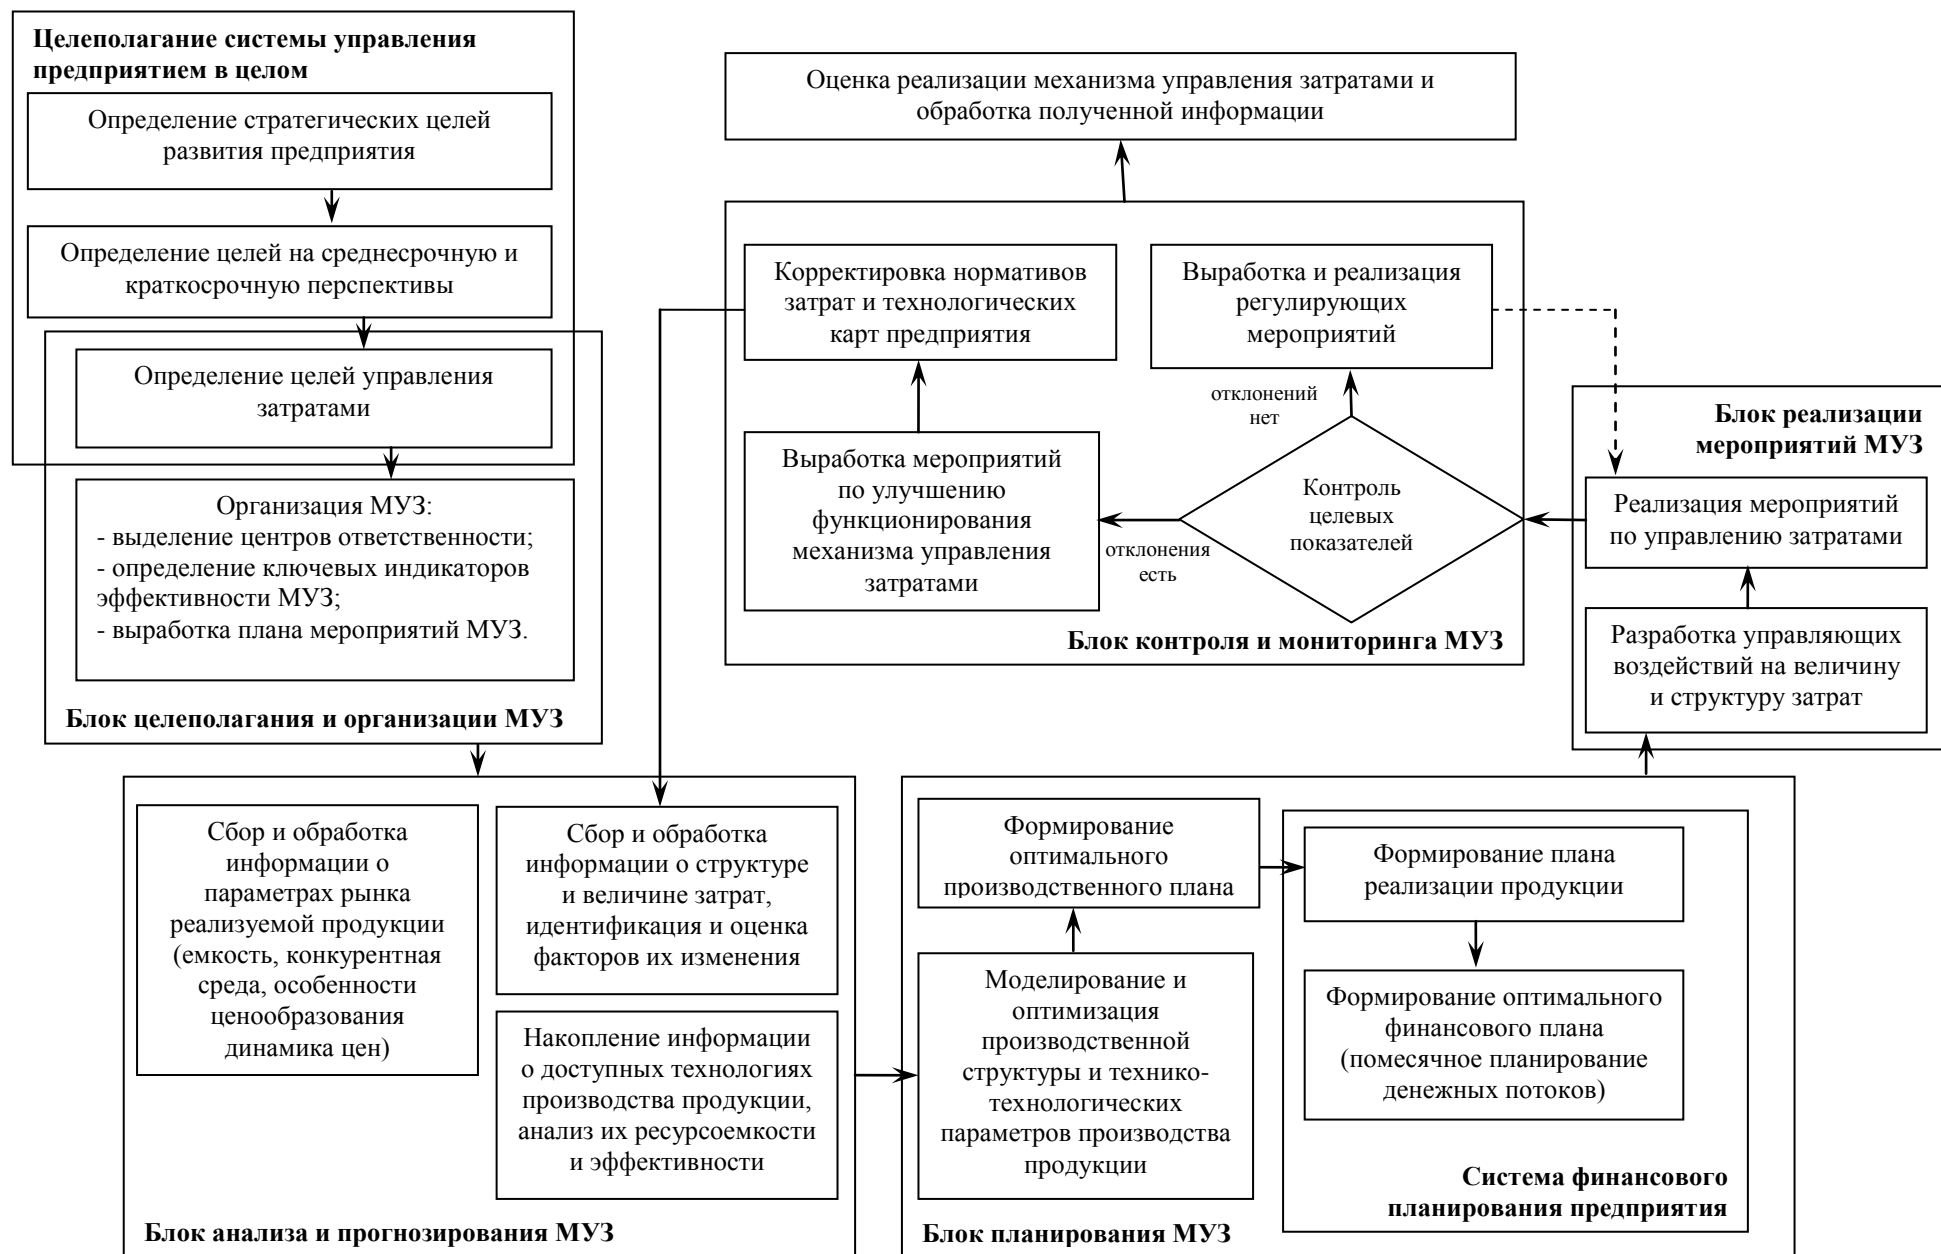 Целеполагание системы управления
предприятием в целом
Определение стратегических целей
развития предприятия
Определение целей на среднесрочную и
краткосрочную перспективы
Определение целей управления
затратами
Организация МУЗ:
- выделение центров ответственности;
- определение ключевых индикаторов
эффективности МУЗ;
- выработка плана мероприятий МУЗ.
Блок целеполагания и организации МУЗ
Оценка реализации механизма управления затратами и
обработка полученной информации
Корректировка нормативов
затрат и технологических
карт предприятия
Выработка и реализация
регулирующих
мероприятий
отклонений
нет
Выработка мероприятий
по улучшению
функционирования
механизма управления
затратами
отклонения
есть
Контроль
целевых
показателей
Блок контроля и мониторинга МУЗ
Блок реализации
мероприятий МУЗ
Реализация мероприятий
по управлению затратами
Разработка управляющих
воздействий на величину
и структуру затрат
Сбор и обработка
информации о
параметрах рынка
реализуемой продукции
(емкость, конкурентная
среда, особенности
ценообразования
динамика цен)
Сбор и обработка
информации о структуре
и величине затрат,
идентификация и оценка
факторов их изменения
Накопление информации
о доступных технологиях
производства продукции,
анализ их ресурсоемкости
и эффективности
Блок анализа и прогнозирования МУЗ
Формирование
оптимального
производственного плана
Моделирование и
оптимизация
производственной
структуры и технико-
технологических
параметров производства
продукции
Блок планирования МУЗ
Формирование плана
реализации продукции
Формирование оптимального
финансового плана
(помесячное планирование
денежных потоков)
Система финансового
планирования предприятия